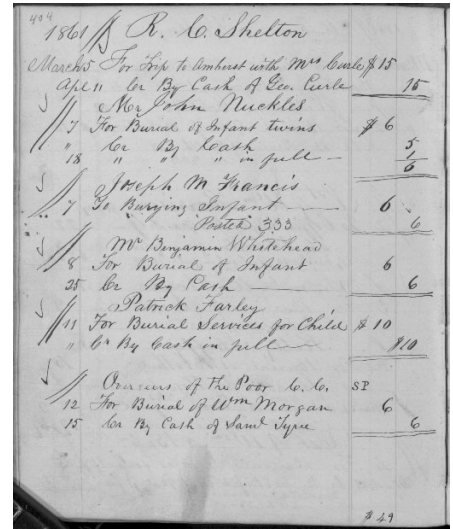 404
1861 R. C. Shelton
March 5 For Trip to Amherst with Mrs Curle $ 15
Apl 11 Cr By Cash of Geo. Curle 15
Mr John Nuckles
7 For Burial of Infant twins $ 6
" Cr By Cash 5
18 " " " in full — 1
6
Joseph M Francis
7 To Burying Infant — 6
Posted 333 6
Mr Benjamin Whitehead
8 For Burial of Infant 6
25 Cr By Cash — 6
Patrick Farley
11 For Burial Services for Child $ 10
" Cr By Cash in full — $10
Overseers of the Poor C. C. SP
12 For Burial of Wm Morgan 6
15 Cr By Cash of Saml Tyree 6
$ 49